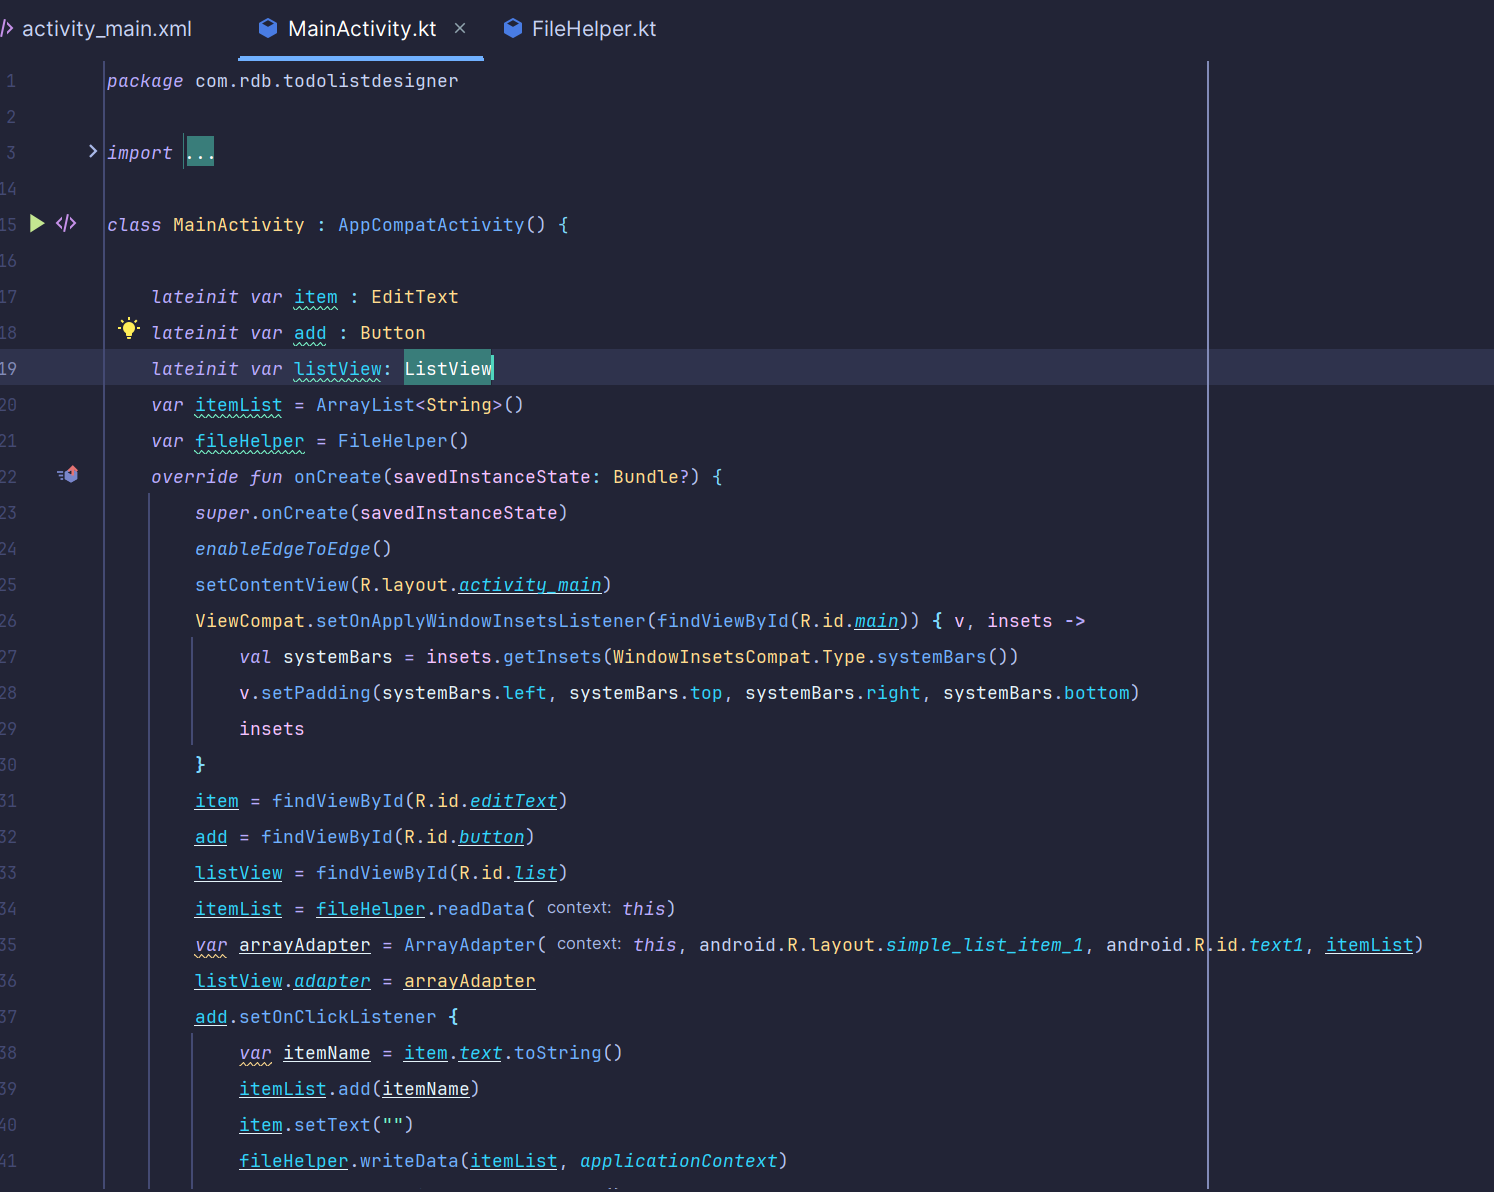 activity_main.xml MainActivity.kt FileHelper.kt
1 package com.rdb.todolistdesigner
2
3 import ...
14
15 class MainActivity : AppCompatActivity() {
16
17 lateinit var item : EditText
18 lateinit var add : Button
19 lateinit var listView: ListView
20 var itemList = ArrayList<String>()
21 var fileHelper = FileHelper()
22 override fun onCreate(savedInstanceState: Bundle?) {
23 super.onCreate(savedInstanceState)
24 enableEdgeToEdge()
25 setContentView(R.layout.activity_main)
26 ViewCompat.setOnApplyWindowInsetsListener(findViewById(R.id.main)) { v, insets ->
27 val systemBars = insets.getInsets(WindowInsetsCompat.Type.systemBars())
28 v.setPadding(systemBars.left, systemBars.top, systemBars.right, systemBars.bottom)
29 insets
30 }
31 item = findViewById(R.id.editText)
32 add = findViewById(R.id.button)
33 listView = findViewById(R.id.list)
34 itemList = fileHelper.readData( context: this)
35 var arrayAdapter = ArrayAdapter( context: this, android.R.layout.simple_list_item_1, android.R.id.text1, itemList)
36 listView.adapter = arrayAdapter
37 add.setOnClickListener {
38 var itemName = item.text.toString()
39 itemList.add(itemName)
40 item.setText("")
41 fileHelper.writeData(itemList, applicationContext)